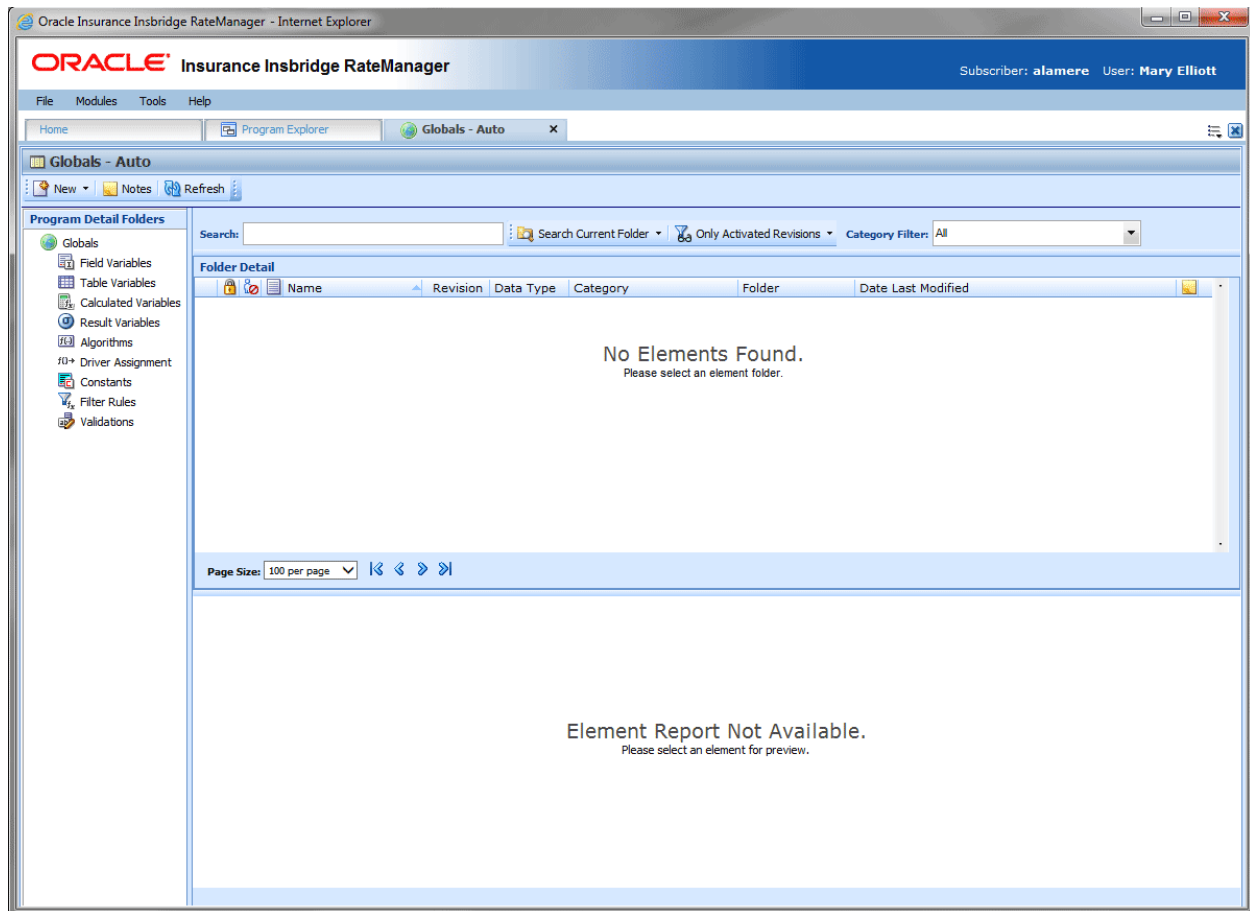 Oracle Insurance Insbridge RateManager - Internet Explorer
ORACLE Insurance Insbridge RateManager
Subscriber: alamere User: Mary Elliott
File Modules Tools Help
Home Program Explorer Globals - Auto x
Globals - Auto
New Notes Refresh
Program Detail Folders
Globals
Field Variables
Table Variables
Calculated Variables
Result Variables
Algorithms
Driver Assignment
Constants
Filter Rules
Validations
Search: Search Current Folder Only Activated Revisions Category Filter: All
Folder Detail
Name Revision Data Type Category Folder Date Last Modified
No Elements Found.
Please select an element folder.
Page Size: 100 per page
Element Report Not Available.
Please select an element for preview.